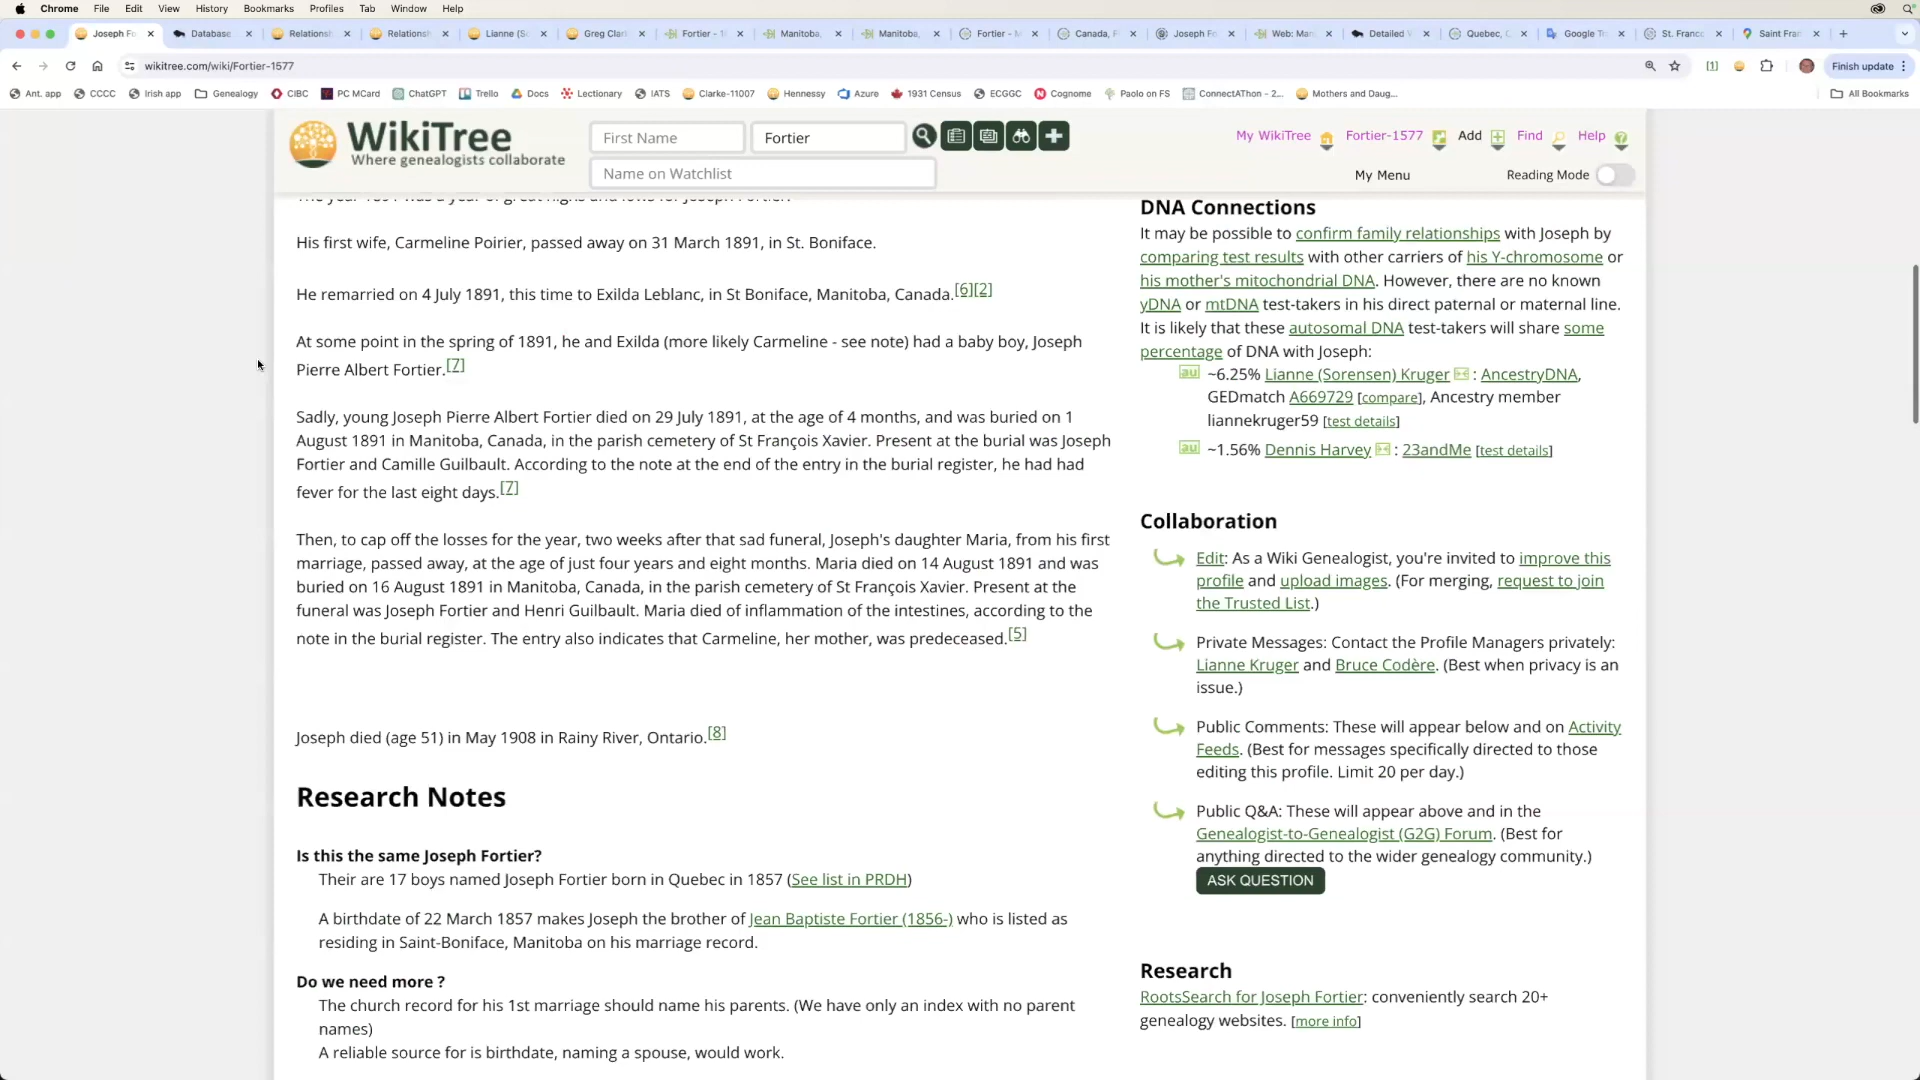 Chrome File Edit View History Bookmarks Profiles Tab Window Help
Joseph Fo Database Relationsh Relationsh Lianne (So Greg Clar Fortier - 1 Manitoba, Manitoba, Fortier - M Canada, F Joseph Fo Web: Man Detailed V Quebec, C Google Tr St. Franco Saint Fran
wikitree.com/wiki/Fortier-1577
[1]
Finish update
Ant. app CCCC Irish app Genealogy CIBC PC MCard ChatGPT Trello Docs Lectionary IATS Clarke-11007 Hennessy Azure 1931 Census ECGGC Cognome Paolo on FS ConnectAThon - 2... Mothers and Daug... All Bookmarks
WikiTree
Where genealogists collaborate
First Name
Fortier
Name on Watchlist
My WikiTree Fortier-1577 Add Find Help
My Menu
Reading Mode
The year 1891 was a year of great highs and lows for Joseph Fortier.
His first wife, Carmeline Poirier, passed away on 31 March 1891, in St. Boniface.
He remarried on 4 July 1891, this time to Exilda Leblanc, in St Boniface, Manitoba, Canada.[6][2]
At some point in the spring of 1891, he and Exilda (more likely Carmeline - see note) had a baby boy, Joseph
Pierre Albert Fortier.[7]
Sadly, young Joseph Pierre Albert Fortier died on 29 July 1891, at the age of 4 months, and was buried on 1
August 1891 in Manitoba, Canada, in the parish cemetery of St François Xavier. Present at the burial was Joseph
Fortier and Camille Guilbault. According to the note at the end of the entry in the burial register, he had had
fever for the last eight days.[7]
Then, to cap off the losses for the year, two weeks after that sad funeral, Joseph's daughter Maria, from his first
marriage, passed away, at the age of just four years and eight months. Maria died on 14 August 1891 and was
buried on 16 August 1891 in Manitoba, Canada, in the parish cemetery of St François Xavier. Present at the
funeral was Joseph Fortier and Henri Guilbault. Maria died of inflammation of the intestines, according to the
note in the burial register. The entry also indicates that Carmeline, her mother, was predeceased.[5]
Joseph died (age 51) in May 1908 in Rainy River, Ontario.[8]
Research Notes
Is this the same Joseph Fortier?
Their are 17 boys named Joseph Fortier born in Quebec in 1857 (See list in PRDH)
A birthdate of 22 March 1857 makes Joseph the brother of Jean Baptiste Fortier (1856-) who is listed as
residing in Saint-Boniface, Manitoba on his marriage record.
Do we need more ?
The church record for his 1st marriage should name his parents. (We have only an index with no parent
names)
A reliable source for is birthdate, naming a spouse, would work.
DNA Connections
It may be possible to confirm family relationships with Joseph by
comparing test results with other carriers of his Y-chromosome or
his mother's mitochondrial DNA. However, there are no known
yDNA or mtDNA test-takers in his direct paternal or maternal line.
It is likely that these autosomal DNA test-takers will share some
percentage of DNA with Joseph:
au ~6.25% Lianne (Sorensen) Kruger : AncestryDNA,
GEDmatch A669729 [compare], Ancestry member
liannekruger59 [test details]
au ~1.56% Dennis Harvey : 23andMe [test details]
Collaboration
Edit: As a Wiki Genealogist, you're invited to improve this
profile and upload images. (For merging, request to join
the Trusted List.)
Private Messages: Contact the Profile Managers privately:
Lianne Kruger and Bruce Codère. (Best when privacy is an
issue.)
Public Comments: These will appear below and on Activity
Feeds. (Best for messages specifically directed to those
editing this profile. Limit 20 per day.)
Public Q&A: These will appear above and in the
Genealogist-to-Genealogist (G2G) Forum. (Best for
anything directed to the wider genealogy community.)
ASK QUESTION
Research
RootsSearch for Joseph Fortier: conveniently search 20+
genealogy websites. [more info]